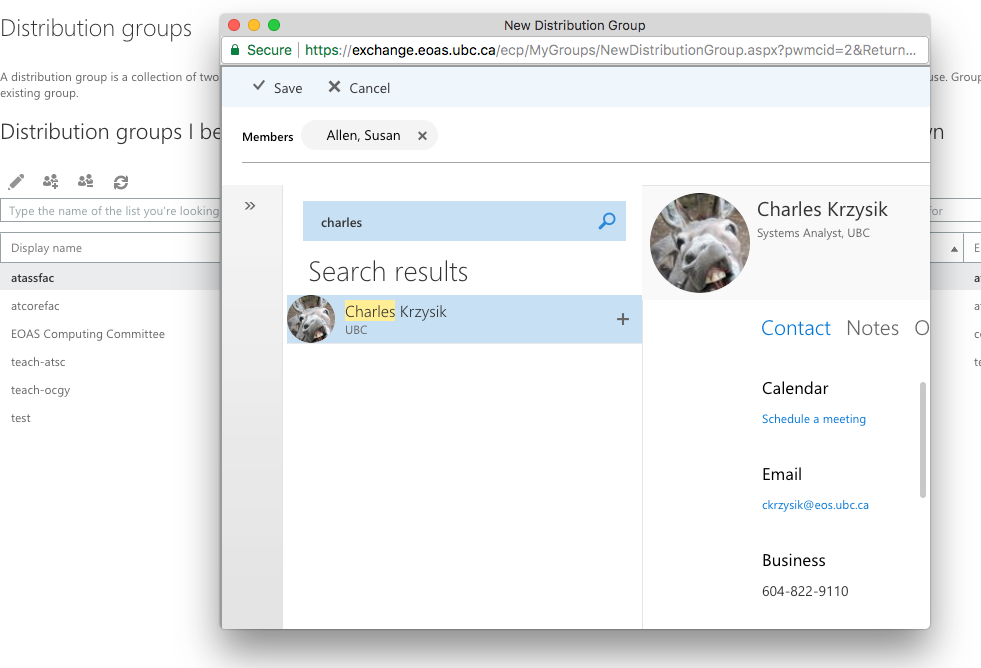 New Distribution Group
Secure | https://exchange.eoas.ubc.ca/ecp/MyGroups/NewDistributionGroup.aspx?pwmcid=2&Return...
Distribution groups
A distribution group is a collection of two
use. Group
existing group.
Distribution groups I be
wn
Type the name of the list you're looking
for
Display name
E
atassfac
atcorefac
EOAS Computing Committee
teach-atsc
teach-ocgy
test
Save Cancel
Members Allen, Susan
charles
Search results
Charles Krzysik
UBC
Charles Krzysik
Systems Analyst, UBC
Contact Notes O
Calendar
Schedule a meeting
Email
ckrzysik@eos.ubc.ca
Business
604-822-9110